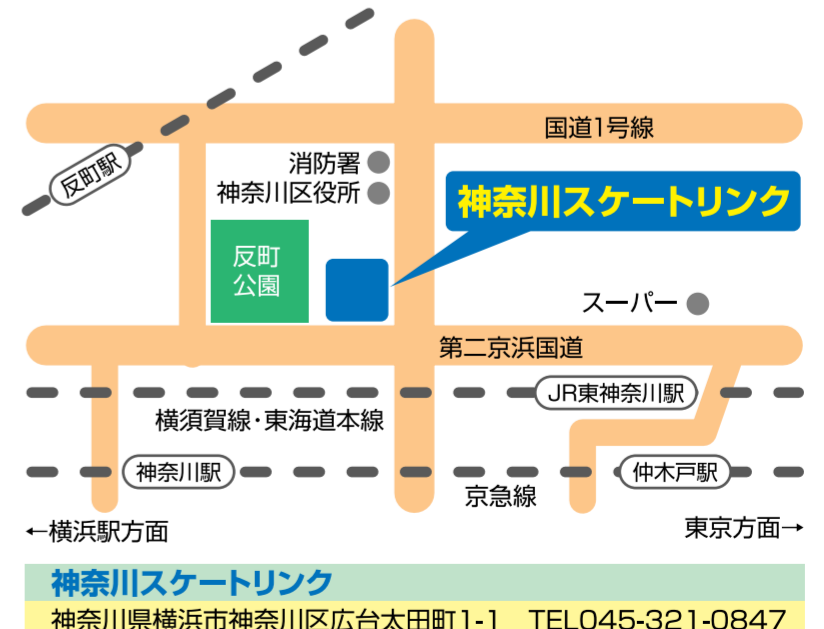 国道1号線
反町駅
消防署
神奈川区役所
神奈川スケートリンク
反町
公園
スーパー
第二京浜国道
JR東神奈川駅
横須賀線・東海道本線
神奈川駅
仲木戸駅
京急線
←横浜駅方面
東京方面→
神奈川スケートリンク
神奈川県横浜市神奈川区広台太田町1-1 TEL045-321-0847